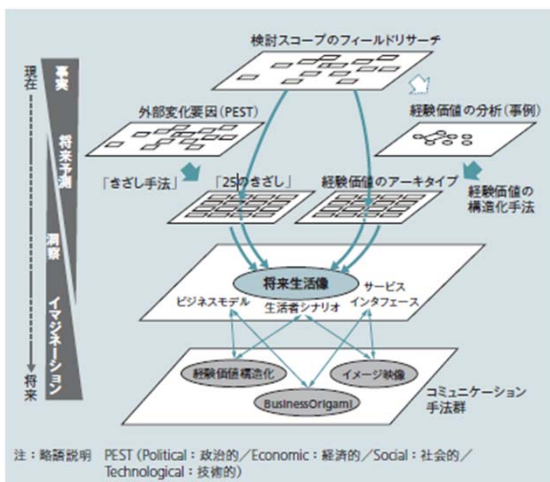 検討スコープのフィールドリサーチ
現在
事実
将来予測
洞察
イマジネーション
将来
外部変化要因（PEST）
経験価値の分析（事例）
「きざし手法」
「25のきざし」
経験価値のアーキタイプ
経験価値の
構造化手法
将来生活像
ビジネスモデル
生活者シナリオ
サービス
インタフェース
経験価値構造化
イメージ映像
BusinessOrigami
コミュニケーション
手法群
注：略語説明　PEST（Political：政治的／Economic：経済的／Social：社会的／
Technological：技術的）